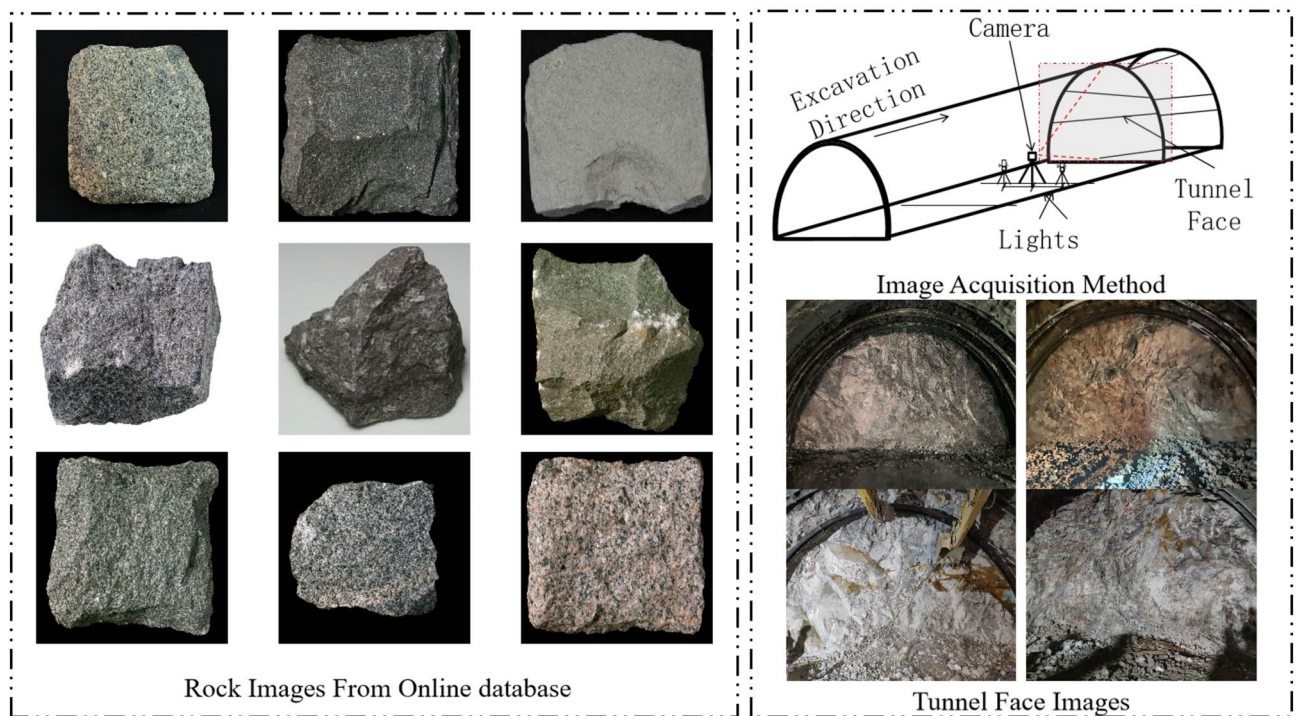 Rock Images From Online database
Camera
Excavation
Direction
Tunnel
Face
Lights
Image Acquisition Method
Tunnel Face Images